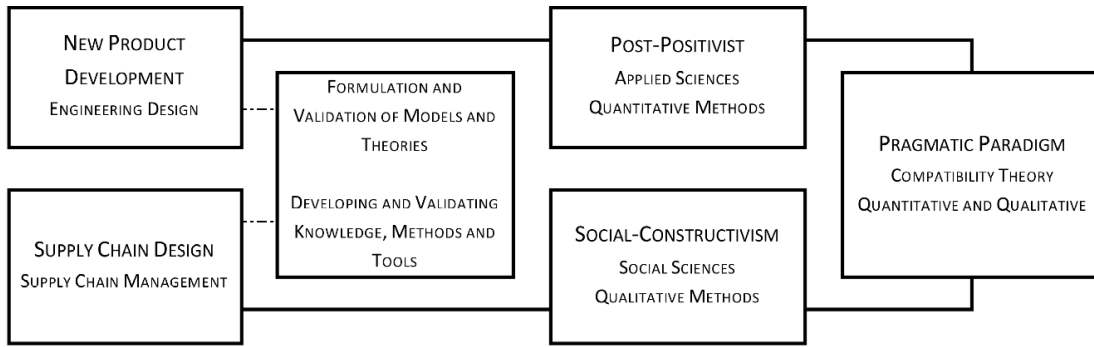 New Product
Development
Engineering Design
Formulation and
Validation of Models and
Theories
Developing and Validating
Knowledge, Methods and
Tools
Supply Chain Design
Supply Chain Management
Post-Positivist
Applied Sciences
Quantitative Methods
Social-Constructivism
Social Sciences
Qualitative Methods
Pragmatic Paradigm
Compatibility Theory
Quantitative and Qualitative